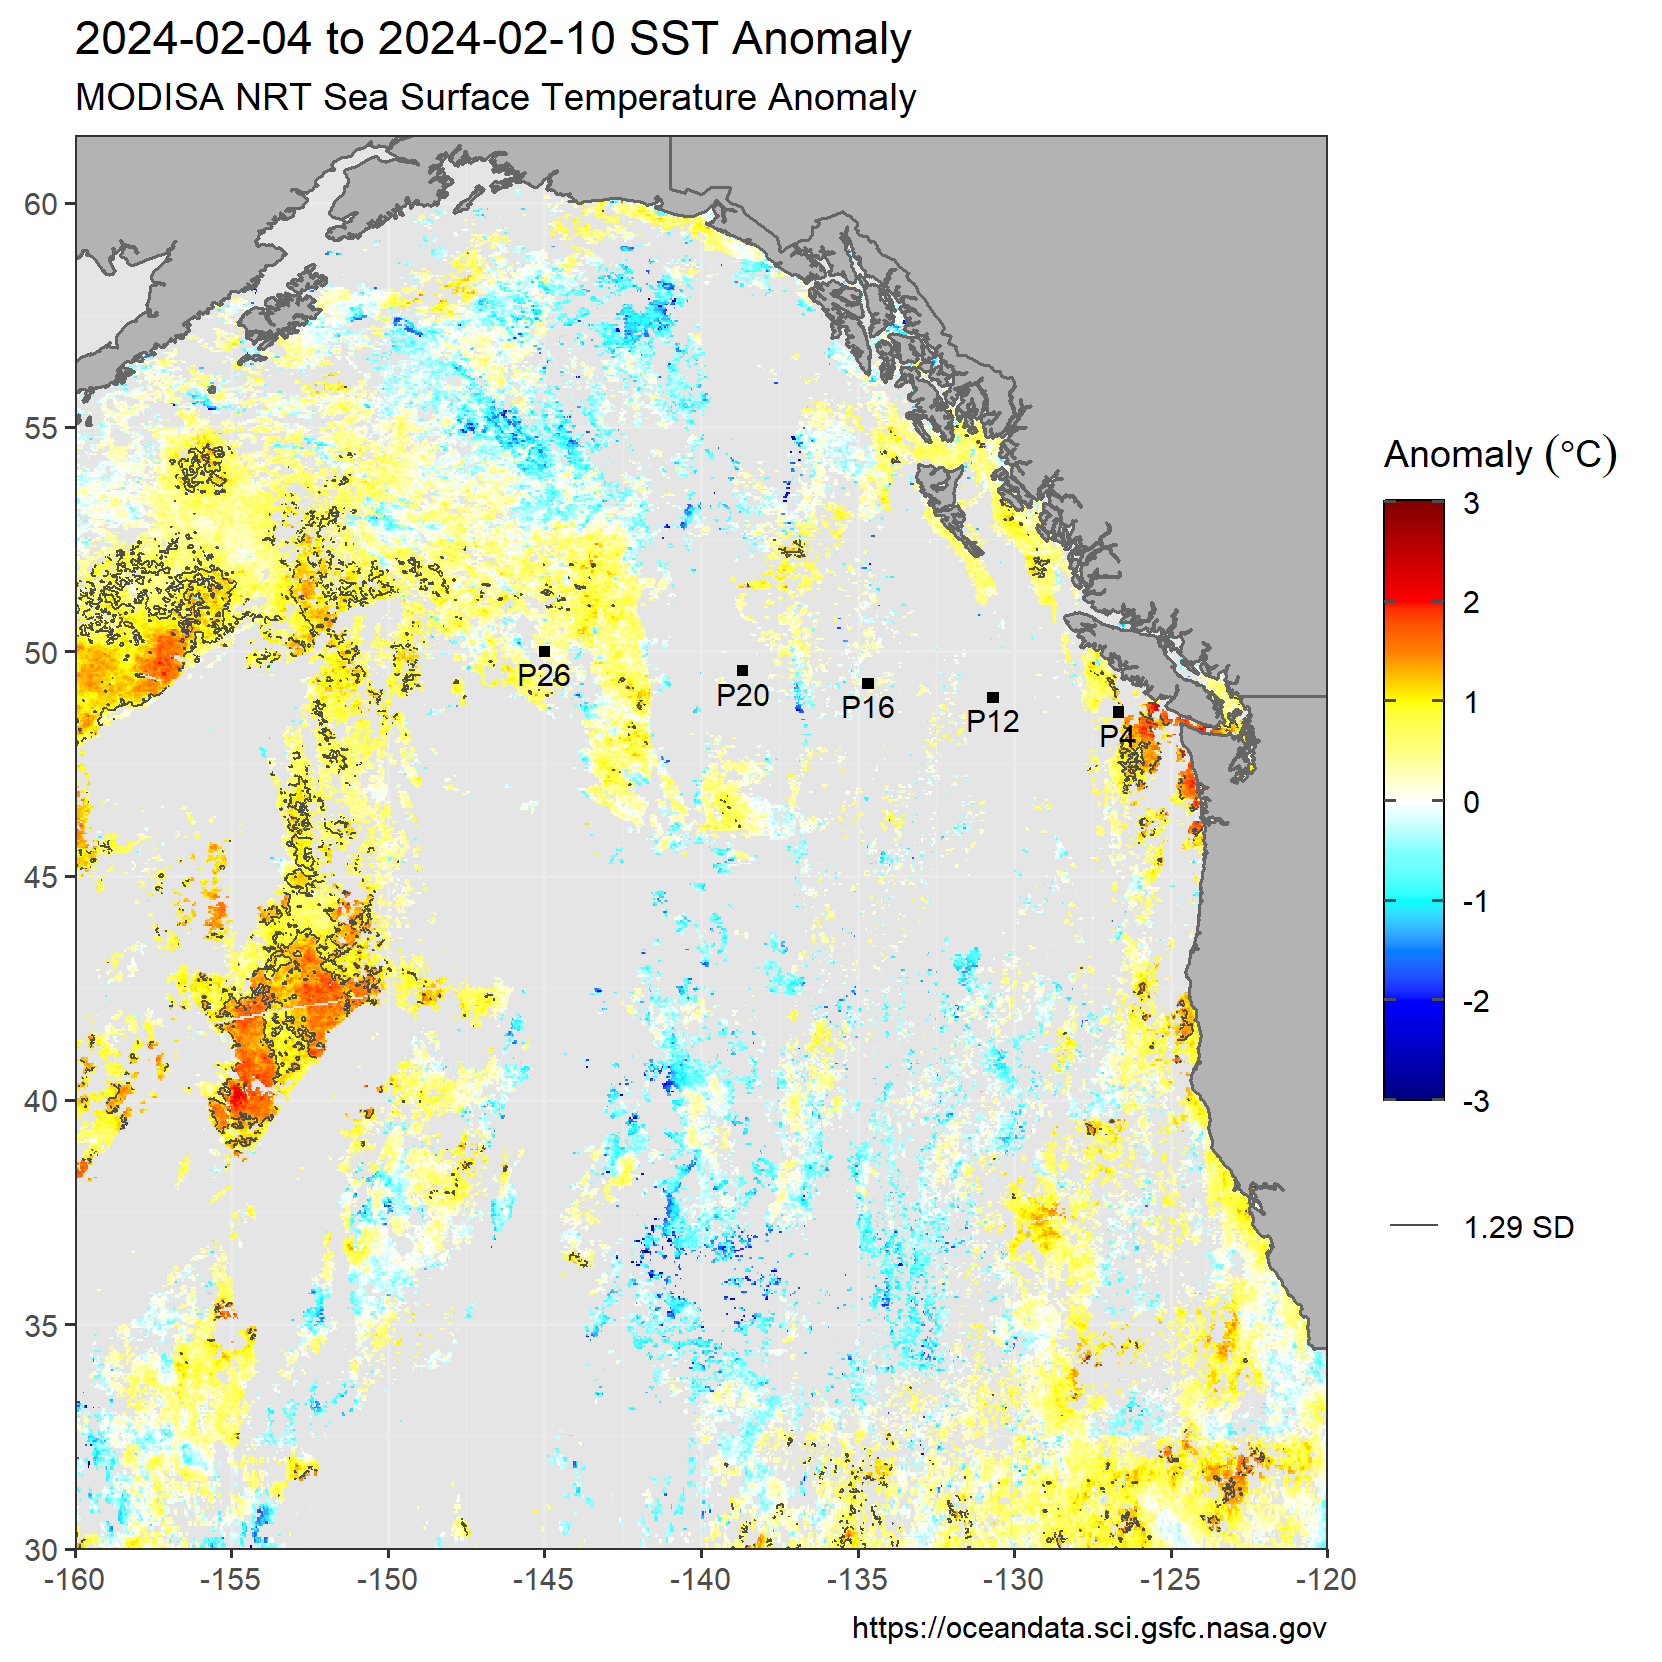 2024-02-04 to 2024-02-10 SST Anomaly
MODISA NRT Sea Surface Temperature Anomaly
60
55
50
45
40
35
30
-160
-155
-150
-145
-140
-135
-130
-125
-120
P26
P20
P16
P12
P4
Anomaly (°C)
3
2
1
0
-1
-2
-3
1.29 SD
https://oceandata.sci.gsfc.nasa.gov